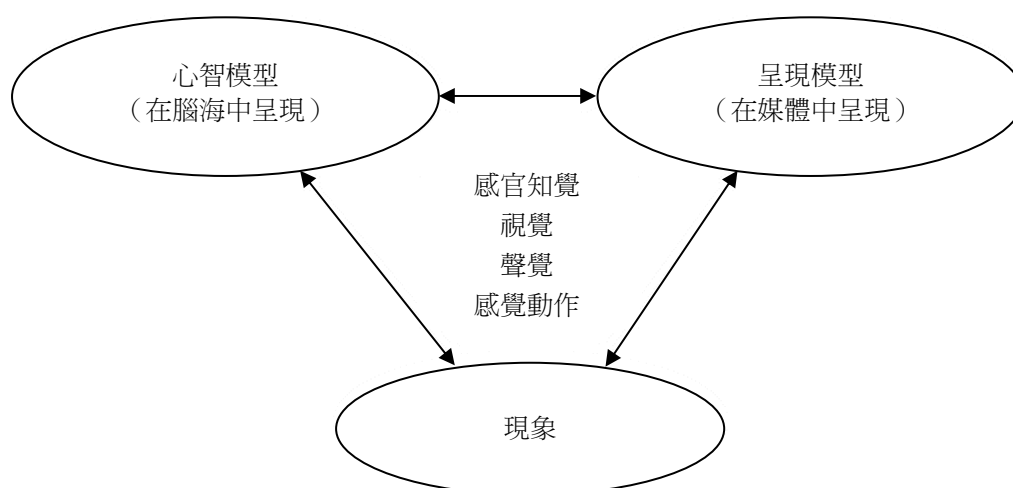 心智模型
（在腦海中呈現）
呈現模型
（在媒體中呈現）
感官知覺
視覺
聲覺
感覺動作
現象